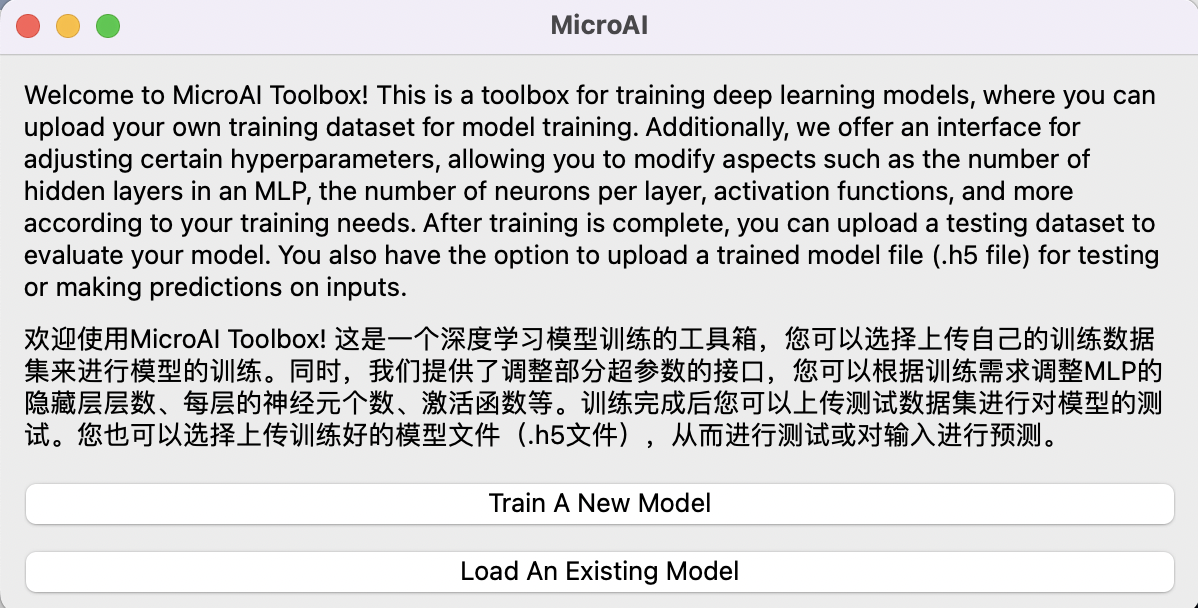 MicroAI
Welcome to MicroAI Toolbox! This is a toolbox for training deep learning models, where you can
upload your own training dataset for model training. Additionally, we offer an interface for
adjusting certain hyperparameters, allowing you to modify aspects such as the number of
hidden layers in an MLP, the number of neurons per layer, activation functions, and more
according to your training needs. After training is complete, you can upload a testing dataset to
evaluate your model. You also have the option to upload a trained model file (.h5 file) for testing
or making predictions on inputs.
欢迎使用MicroAI Toolbox! 这是一个深度学习模型训练的工具箱，您可以选择上传自己的训练数据
集来进行模型的训练。同时，我们提供了调整部分超参数的接口，您可以根据训练需求调整MLP的
隐藏层层数、每层的神经元个数、激活函数等。训练完成后您可以上传测试数据集进行对模型的测
试。您也可以选择上传训练好的模型文件（.h5文件），从而进行测试或对输入进行预测。
Train A New Model
Load An Existing Model